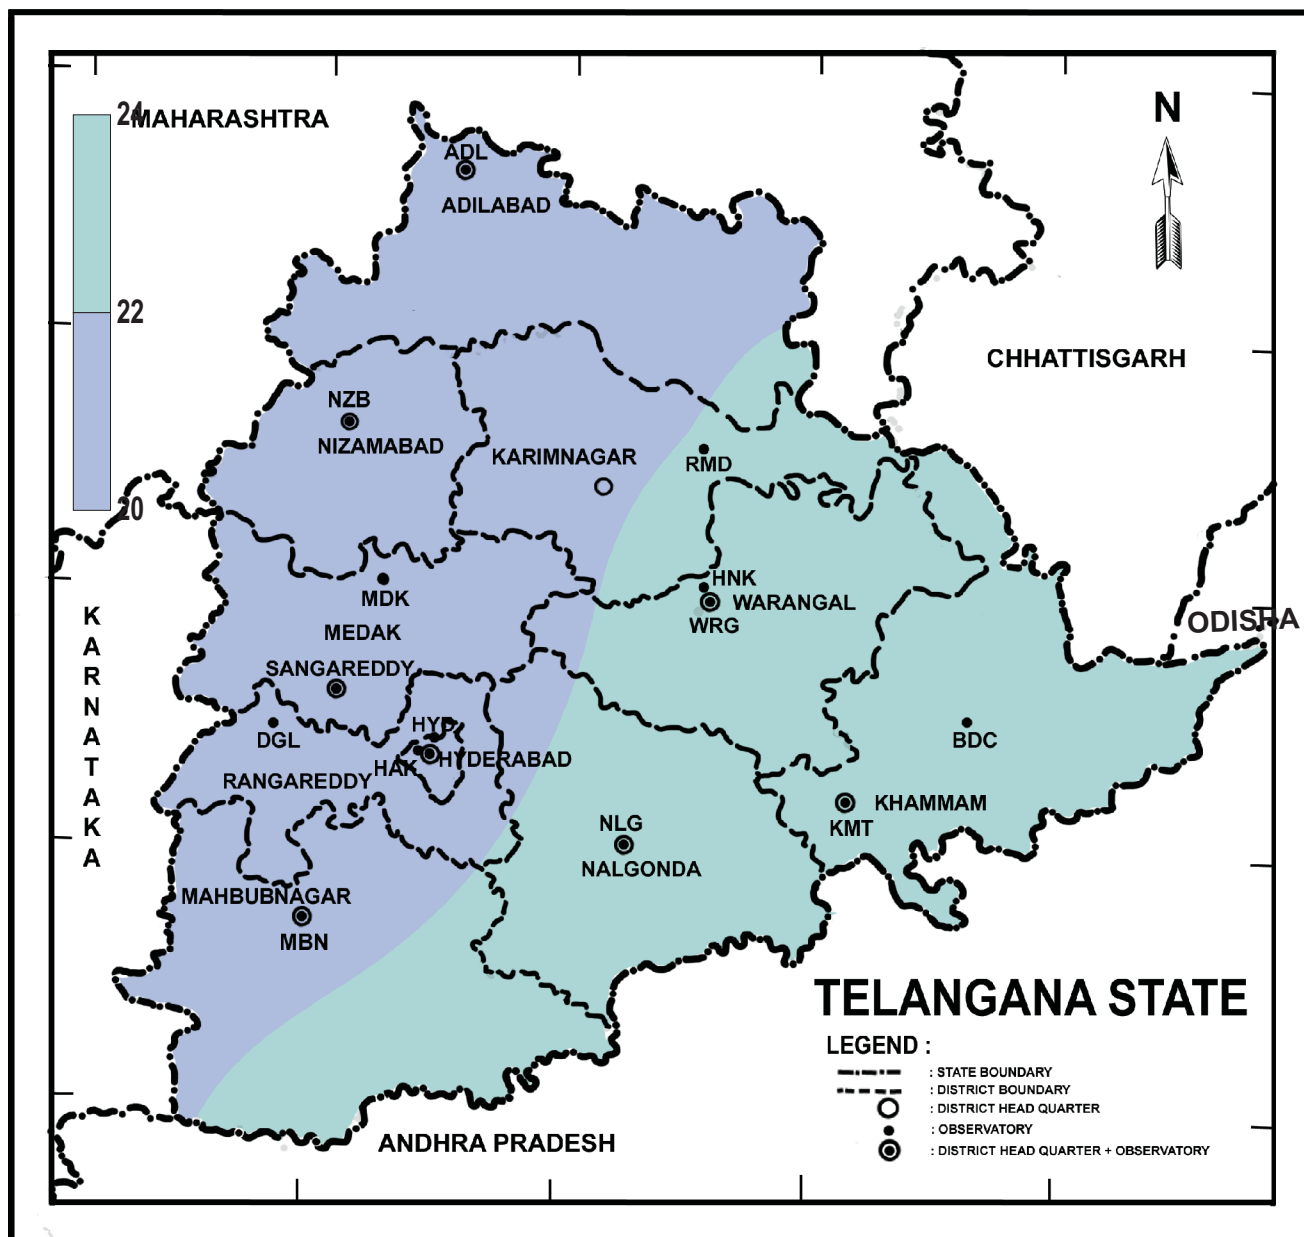 24
MAHARASHTRA
N
ADL
ADILABAD
22
CHHATTISGARH
NZB
NIZAMABAD
KARIMNAGAR
RMD
20
HNK
MDK
WARANGAL
WRG
KARNATAKA
MEDAK
ODISHA
SANGAREDDY
HYD
DGL
BDC
HAK
HYDERABAD
RANGAREDDY
KHAMMAM
NLG
KMT
NALGONDA
MAHBUBNAGAR
MBN
TELANGANA STATE
LEGEND :
: STATE BOUNDARY
: DISTRICT BOUNDARY
: DISTRICT HEAD QUARTER
: OBSERVATORY
: DISTRICT HEAD QUARTER + OBSERVATORY
ANDHRA PRADESH